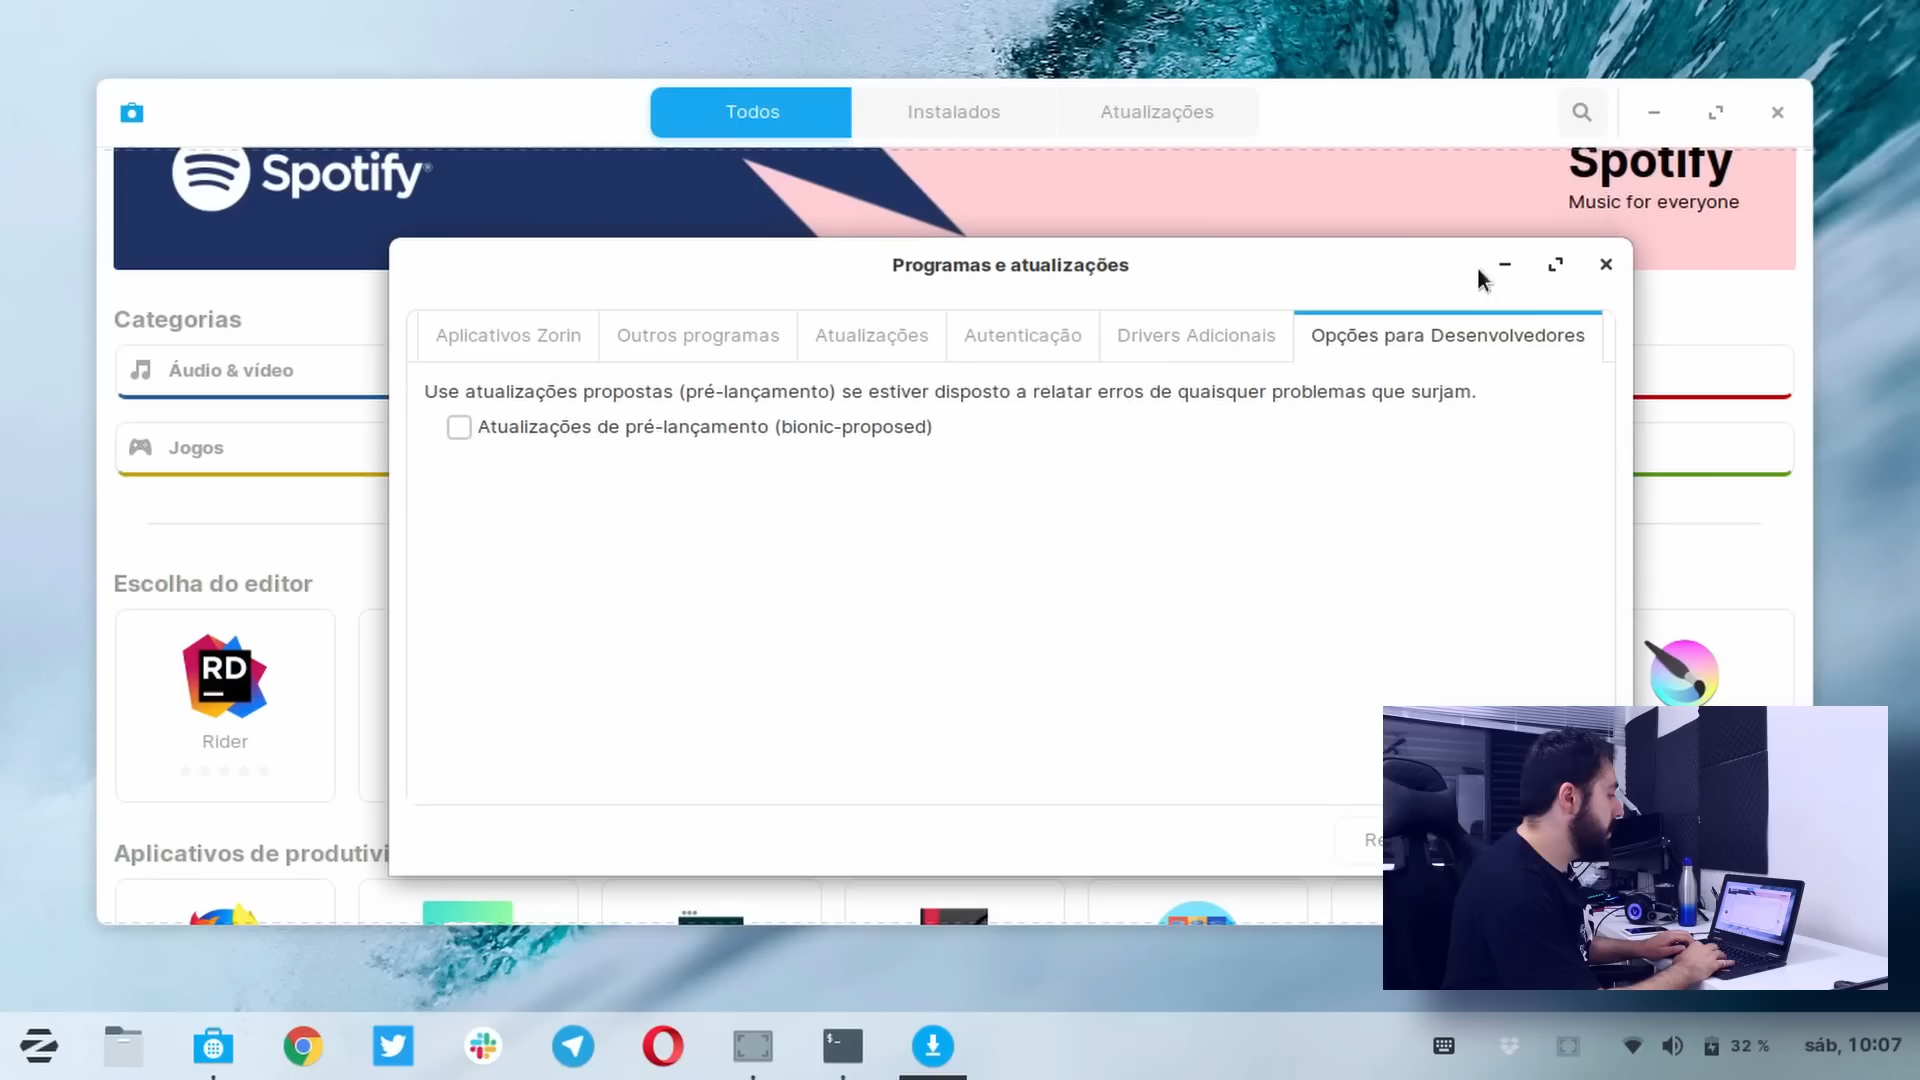 Todos
Instalados
Atualizações
Spotify®
Spotify
Music for everyone
Programas e atualizações
Aplicativos Zorin
Outros programas
Atualizações
Autenticação
Drivers Adicionais
Opções para Desenvolvedores
Use atualizações propostas (pré-lançamento) se estiver disposto a relatar erros de quaisquer problemas que surjam.
Atualizações de pré-lançamento (bionic-proposed)
Categorias
Áudio & vídeo
Jogos
Escolha do editor
RD
Rider
Aplicativos de produtivi
Re
$_
32 %
sáb, 10:07